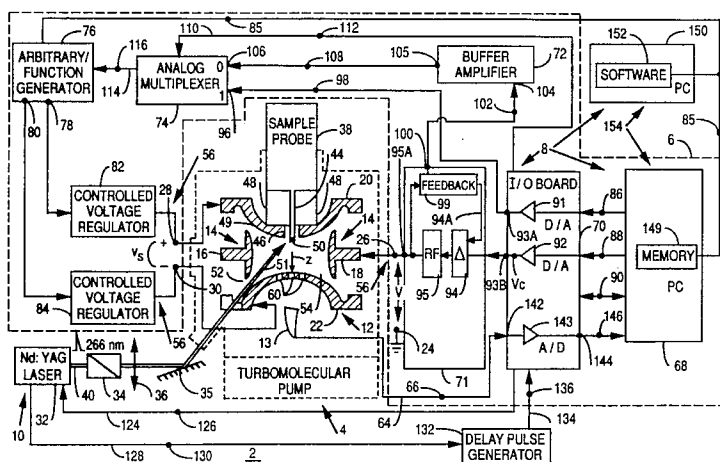 110
112
85
152
150
76
ARBITRARY/
FUNCTION
GENERATOR
116
114
ANALOG
MULTIPLEXER
0
1
106
108
105
BUFFER
AMPLIFIER
72
104
102
98
96
74
SOFTWARE
PC
154
85
6
80
78
SAMPLE
PROBE
38
44
100
95A
8
I/O BOARD
82
CONTROLLED
VOLTAGE
REGULATOR
28
56
48
48
20
FEEDBACK
99
94A
91
D/A
93A
86
70
149
MEMORY
PC
49
46
50
14
14
26
RF
95
Δ
94
93B
Vc
92
D/A
88
90
+
Vs
-
16
52
51
z
18
56
V
142
143
A/D
146
144
68
CONTROLLED
VOLTAGE
REGULATOR
84
30
56
60
54
22
12
13
24
71
266 nm
Nd: YAG
LASER
40
34
36
35
TURBOMOLECULAR
PUMP
4
66
64
136
134
10
32
124
126
132
DELAY PULSE
GENERATOR
128
130
2